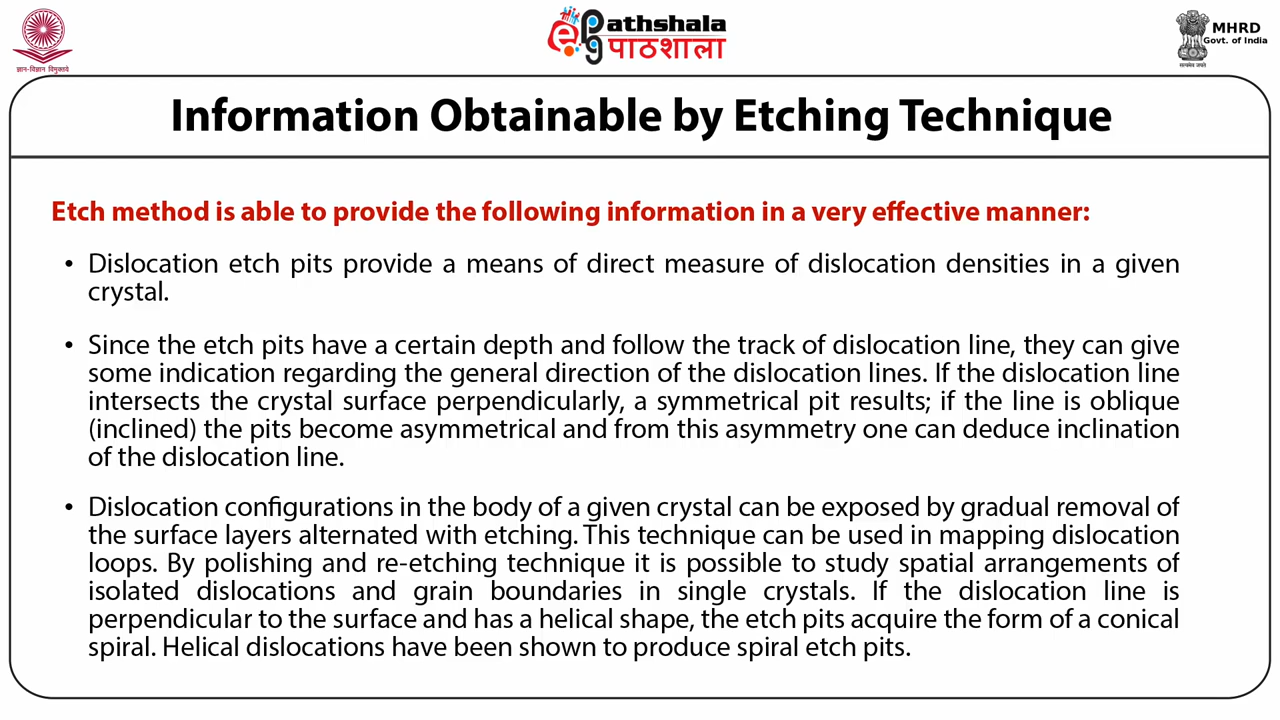 ज्ञान-विज्ञान विमुक्तये
ePG athshala
पाठशाला
MHRD
Govt. of India
सत्यमेव जयते
Information Obtainable by Etching Technique
Etch method is able to provide the following information in a very effective manner:
• Dislocation etch pits provide a means of direct measure of dislocation densities in a given
crystal.
• Since the etch pits have a certain depth and follow the track of dislocation line, they can give
some indication regarding the general direction of the dislocation lines. If the dislocation line
intersects the crystal surface perpendicularly, a symmetrical pit results; if the line is oblique
(inclined) the pits become asymmetrical and from this asymmetry one can deduce inclination
of the dislocation line.
• Dislocation configurations in the body of a given crystal can be exposed by gradual removal of
the surface layers alternated with etching. This technique can be used in mapping dislocation
loops. By polishing and re-etching technique it is possible to study spatial arrangements of
isolated dislocations and grain boundaries in single crystals. If the dislocation line is
perpendicular to the surface and has a helical shape, the etch pits acquire the form of a conical
spiral. Helical dislocations have been shown to produce spiral etch pits.